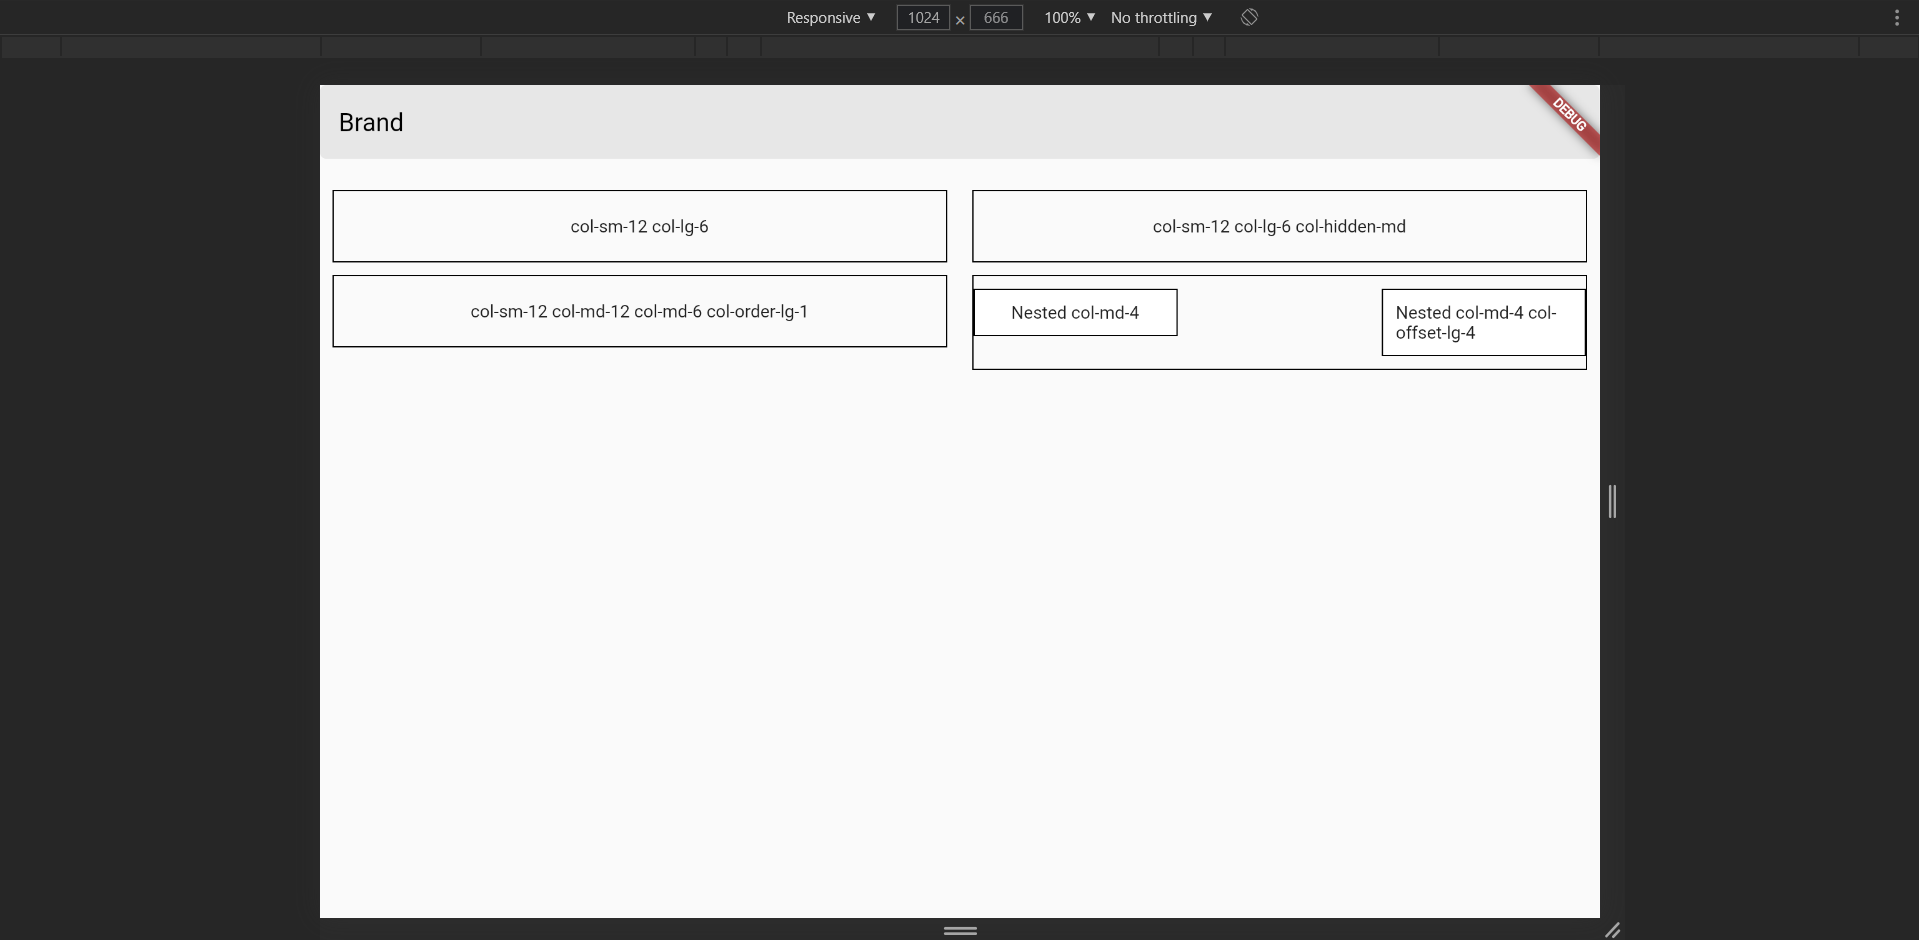 Responsive ▼ 1024 × 666 100% ▼ No throttling ▼
Brand
DEBUG
col-sm-12 col-lg-6
col-sm-12 col-lg-6 col-hidden-md
col-sm-12 col-md-12 col-md-6 col-order-lg-1
Nested col-md-4
Nested col-md-4 col-
offset-lg-4